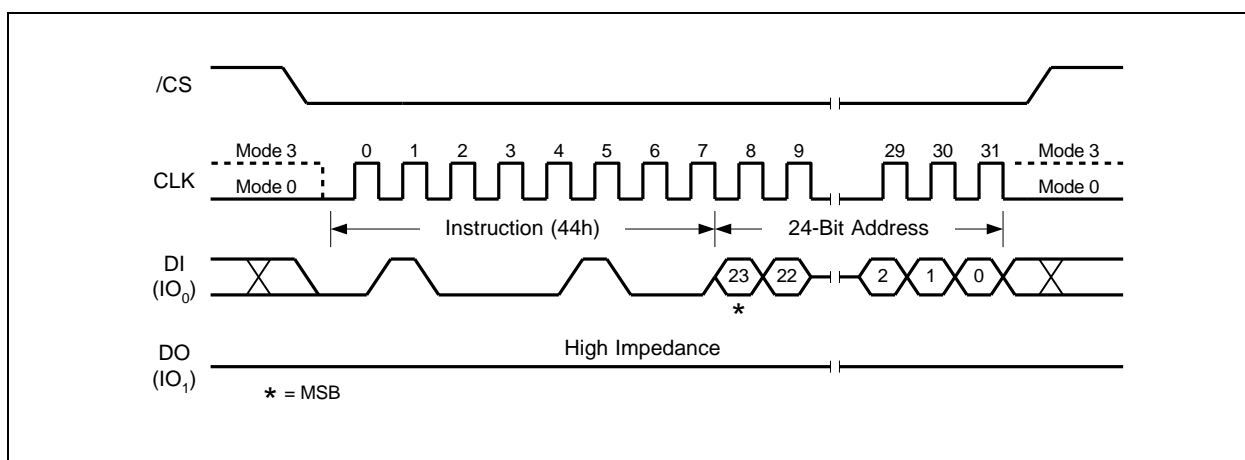 /CS
Mode 3 0 1 2 3 4 5 6 7 8 9 29 30 31 Mode 3
CLK Mode 0 Mode 0
Instruction (44h) 24-Bit Address
DI
(IO0) 23 22 2 1 0
*
DO High Impedance
(IO1)
* = MSB